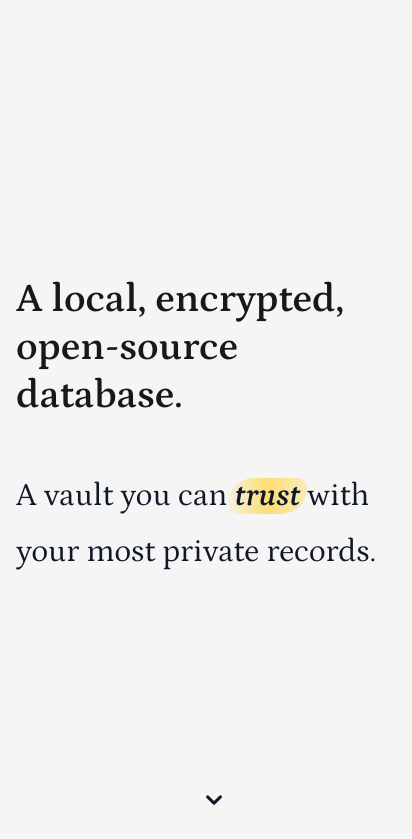 A local, encrypted,
open-source
database.
A vault you can trust with
your most private records.